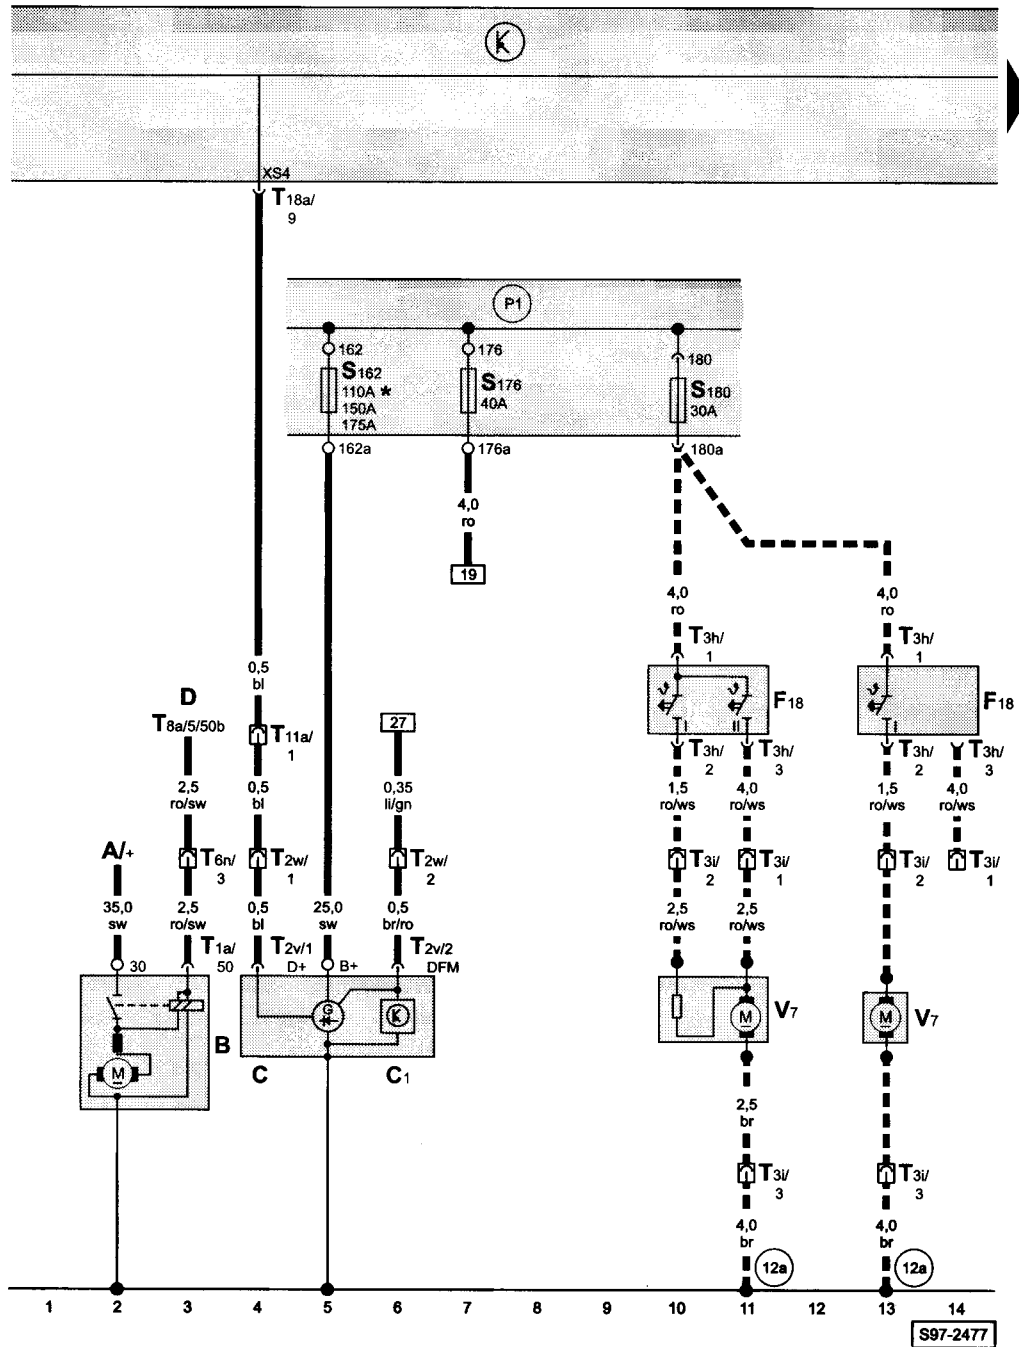 K
XS4
T18a/
9
P1
162
176
180
S162
110A *
150A
175A
S176
40A
S180
30A
162a
176a
180a
4,0
ro
19
4,0
ro
4,0
ro
T3h/
1
T3h/
1
0,5
bl
D
T8a/5/50b
27
T11a/
1
F18
F18
I
II
I
T3h/
2
T3h/
3
T3h/
2
T3h/
3
2,5
ro/sw
0,5
bl
0,35
li/gn
1,5
ro/ws
4,0
ro/ws
1,5
ro/ws
4,0
ro/ws
A/+
T6n/
3
T2w/
1
T2w/
2
T3i/
2
T3i/
1
T3i/
2
T3i/
1
35,0
sw
2,5
ro/sw
0,5
bl
25,0
sw
0,5
br/ro
2,5
ro/ws
2,5
ro/ws
30
T1a/
50
T2v/1
D+
B+
T2v/2
DFM
G
K
M
M
V7
V7
M
B
C
C1
2,5
br
T3i/
3
T3i/
3
4,0
br
4,0
br
12a
12a
1 2 3 4 5 6 7 8 9 10 11 12 13 14
S97-2477